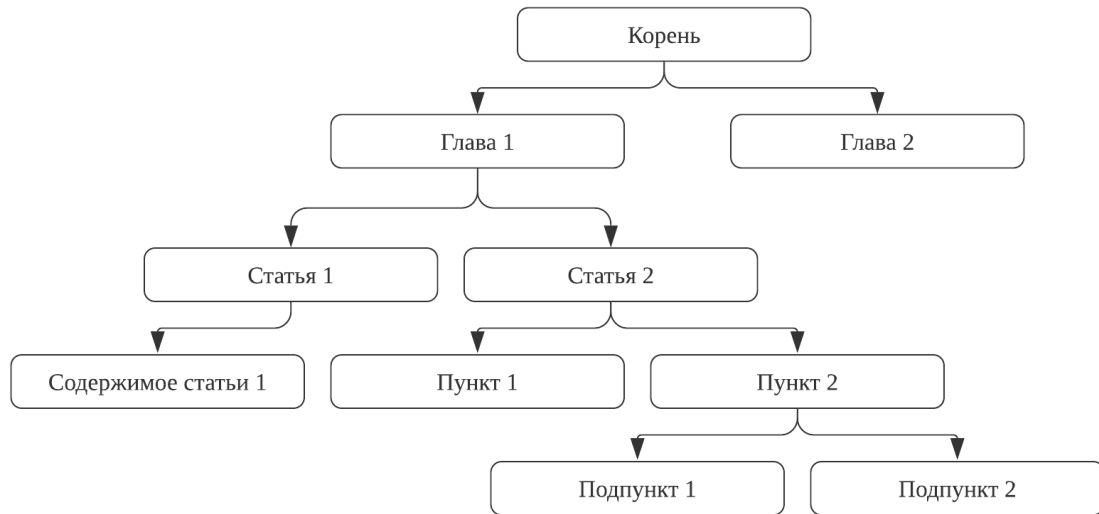 Корень
Глава 1
Глава 2
Статья 1
Статья 2
Содержимое статьи 1
Пункт 1
Пункт 2
Подпункт 1
Подпункт 2